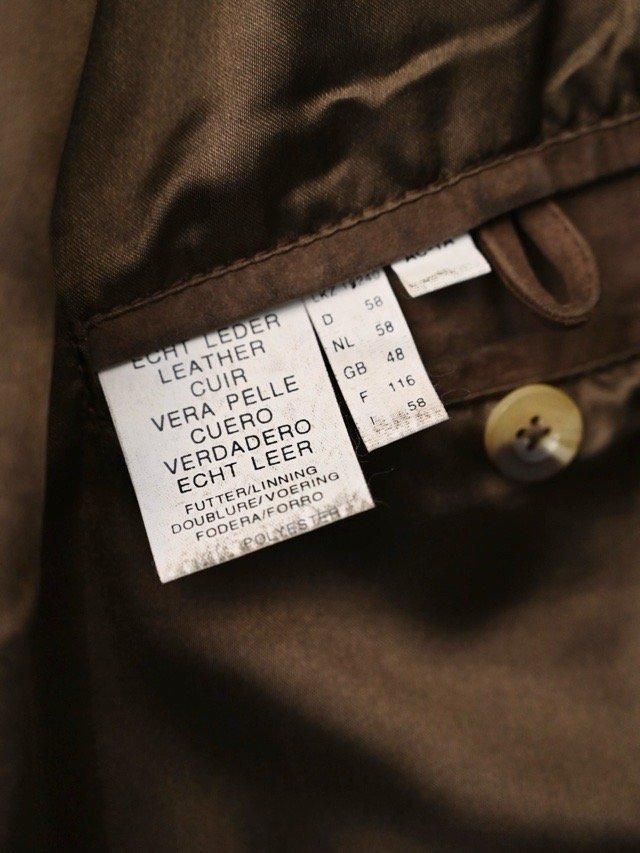 ECHT LEDER
LEATHER
CUIR
VERA PELLE
CUERO
VERDADERO
ECHT LEER
FUTTER/LINNING
DOUBLURE/VOERING
FODERA/FORRO
POLYESTER
D 58
NL 58
GB 48
F 116
I 58